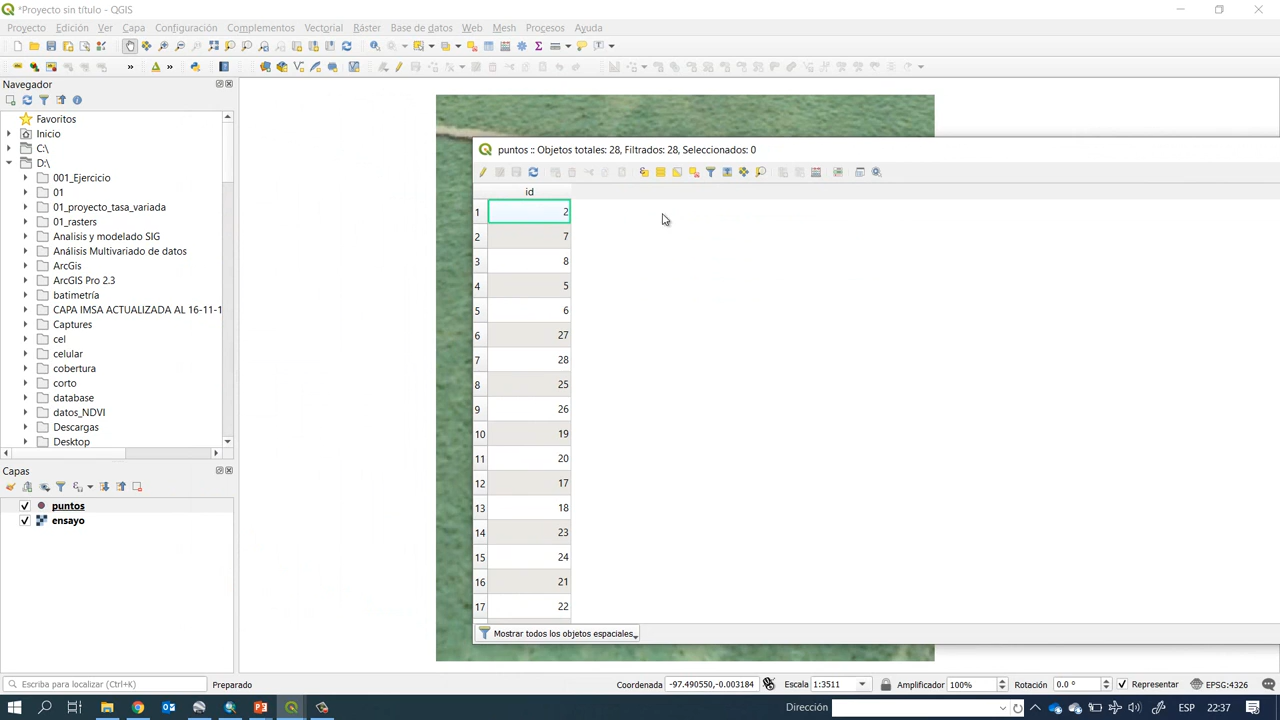 *Proyecto sin título - QGIS
Proyecto Edición Ver Capa Configuración Complementos Vectorial Ráster Base de datos Web Mesh Procesos Ayuda
Navegador
Favoritos
Inicio
C:\
D:\
001_Ejercicio
01
01_proyecto_tasa_variada
01_rasters
Análisis y modelado SIG
Análisis Multivariado de datos
ArcGis
ArcGIS Pro 2.3
batimetría
CAPA IMSA ACTUALIZADA AL 16-11-1
Captures
cel
celular
cobertura
corto
database
datos_NDVI
Descargas
Desktop
Capas
puntos
ensayo
puntos :: Objetos totales: 28, Filtrados: 28, Seleccionados: 0
id
1 2
2 7
3 8
4 5
5 6
6 27
7 28
8 25
9 26
10 19
11 20
12 17
13 18
14 23
15 24
16 21
17 22
Mostrar todos los objetos espaciales
Escriba para localizar (Ctrl+K) Preparado Coordenada -97.490550,-0.003184 Escala 1:3511 Amplificador 100% Rotación 0.0 ° Representar EPSG:4326
Dirección ESP 22:37